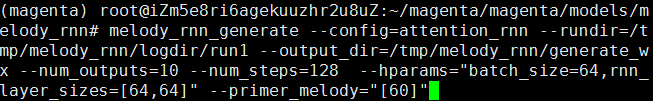 (magenta) root@iZm5e8ri6agekuuzhr2u8uZ:~/magenta/magenta/models/m
elody_rnn# melody_rnn_generate --config=attention_rnn --rundir=/t
mp/melody_rnn/logdir/run1 --output_dir=/tmp/melody_rnn/generate_w
x --num_outputs=10 --num_steps=128  --hparams="batch_size=64,rnn_
layer_sizes=[64,64]" --primer_melody="[60]"